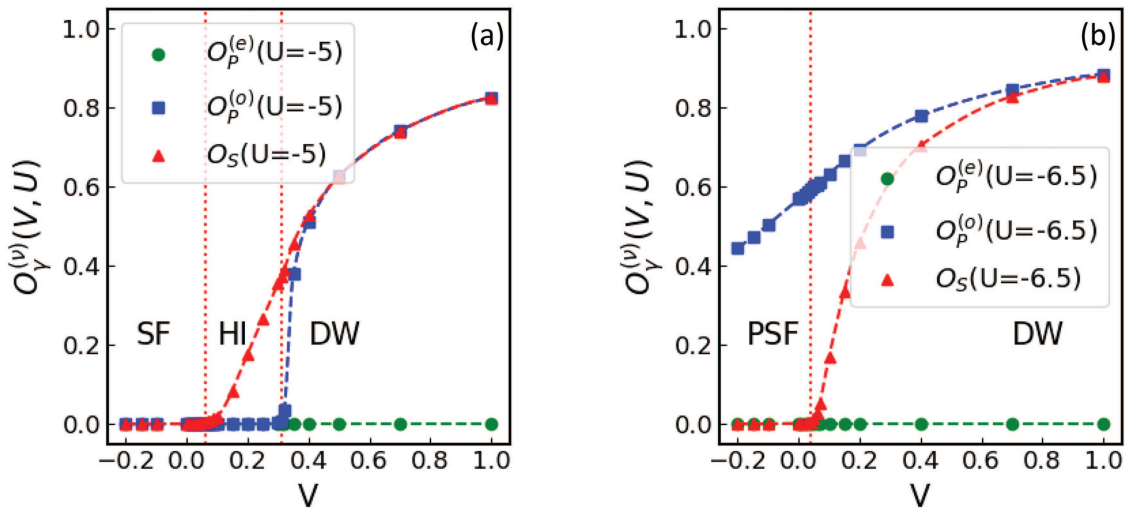 (a)
O_P^(e)(U=-5)
O_P^(o)(U=-5)
O_S(U=-5)
SF HI DW
1.0
0.8
0.6
0.4
0.2
0.0
O_γ^(ν)(V, U)
−0.2 0.0 0.2 0.4 0.6 0.8 1.0
V
(b)
O_P^(e)(U=-6.5)
O_P^(o)(U=-6.5)
O_S(U=-6.5)
PSF DW
1.0
0.8
0.6
0.4
0.2
0.0
O_γ^(ν)(V, U)
−0.2 0.0 0.2 0.4 0.6 0.8 1.0
V